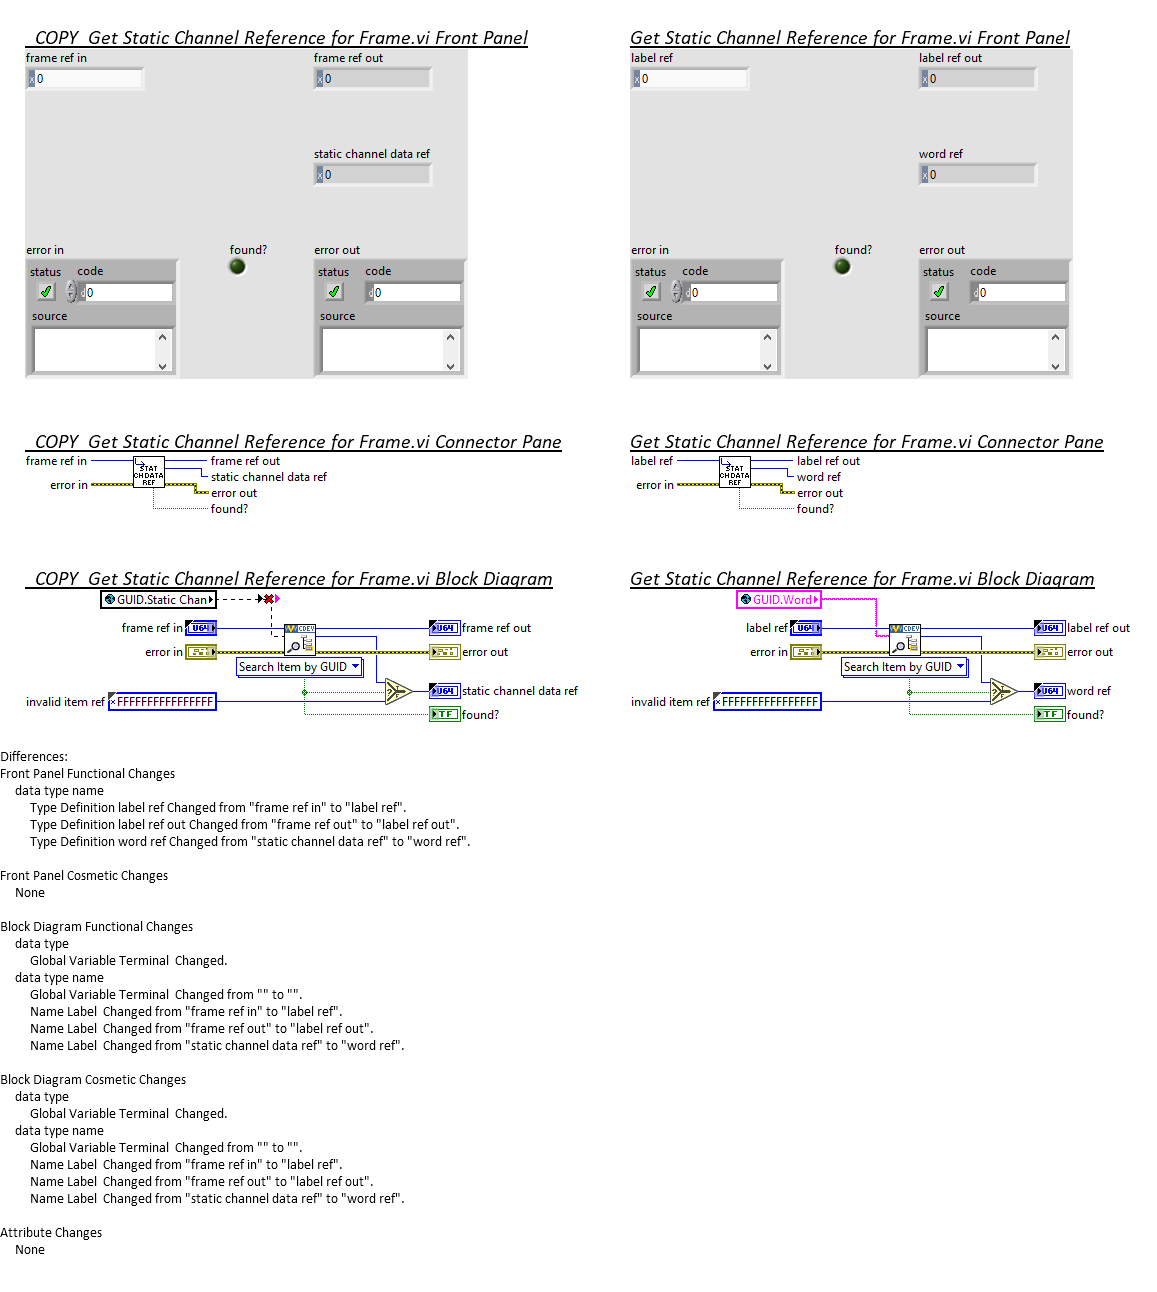 COPY Get Static Channel Reference for Frame.vi Front Panel
frame ref in
frame ref out
x 0
x 0
static channel data ref
x 0
error in
found?
error out
status code
status code
d 0
d 0
source
source
Get Static Channel Reference for Frame.vi Front Panel
label ref
label ref out
x 0
x 0
word ref
x 0
error in
found?
error out
status code
status code
d 0
d 0
source
source
COPY Get Static Channel Reference for Frame.vi Connector Pane
frame ref in
frame ref out
STAT
CHDATA
REF
static channel data ref
error in
error out
found?
Get Static Channel Reference for Frame.vi Connector Pane
label ref
label ref out
STAT
CHDATA
REF
word ref
error in
error out
found?
COPY Get Static Channel Reference for Frame.vi Block Diagram
GUID.Static Chan
frame ref in
U64
CDEV
U64
frame ref out
error in
error out
Search Item by GUID
?
F
U64
static channel data ref
invalid item ref
x FFFFFFFFFFFFFFFF
TF
found?
Get Static Channel Reference for Frame.vi Block Diagram
GUID.Word
label ref
U64
CDEV
U64
label ref out
error in
error out
Search Item by GUID
?
F
U64
word ref
invalid item ref
x FFFFFFFFFFFFFFFF
TF
found?
Differences:
Front Panel Functional Changes
data type name
Type Definition label ref Changed from "frame ref in" to "label ref".
Type Definition label ref out Changed from "frame ref out" to "label ref out".
Type Definition word ref Changed from "static channel data ref" to "word ref".
Front Panel Cosmetic Changes
None
Block Diagram Functional Changes
data type
Global Variable Terminal  Changed.
data type name
Global Variable Terminal  Changed from "" to "".
Name Label  Changed from "frame ref in" to "label ref".
Name Label  Changed from "frame ref out" to "label ref out".
Name Label  Changed from "static channel data ref" to "word ref".
Block Diagram Cosmetic Changes
data type
Global Variable Terminal  Changed.
data type name
Global Variable Terminal  Changed from "" to "".
Name Label  Changed from "frame ref in" to "label ref".
Name Label  Changed from "frame ref out" to "label ref out".
Name Label  Changed from "static channel data ref" to "word ref".
Attribute Changes
None